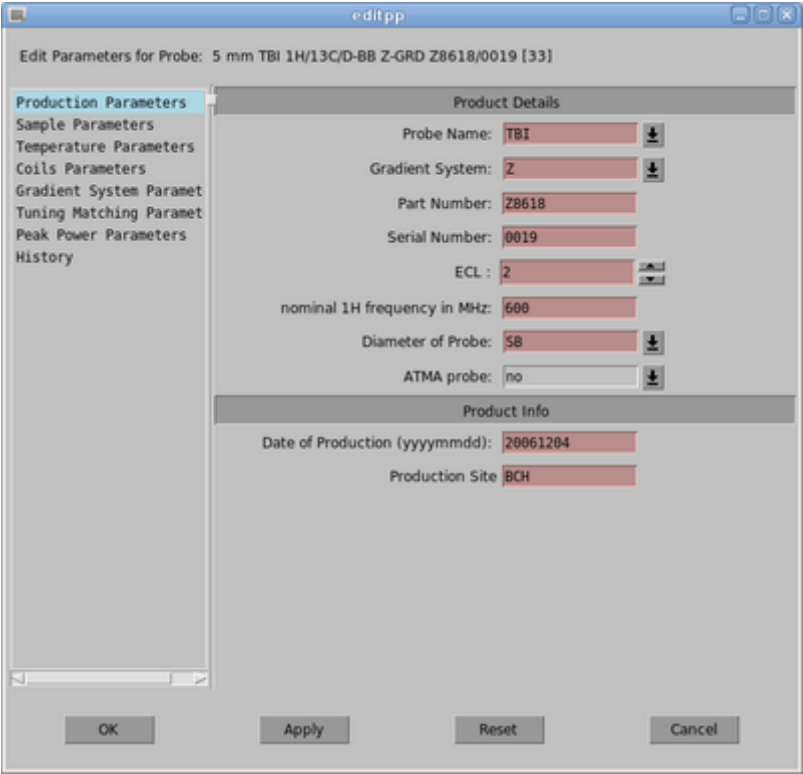 editpp
Edit Parameters for Probe: 5 mm TBI 1H/13C/D-BB Z-GRD Z8618/0019 [33]
Production Parameters
Sample Parameters
Temperature Parameters
Coils Parameters
Gradient System Paramet
Tuning Matching Paramet
Peak Power Parameters
History
Product Details
Probe Name: TBI
Gradient System: Z
Part Number: Z8618
Serial Number: 0019
ECL : 2
nominal 1H frequency in MHz: 600
Diameter of Probe: SB
ATMA probe: no
Product Info
Date of Production (yyyymmdd): 20061204
Production Site BCH
OK Apply Reset Cancel